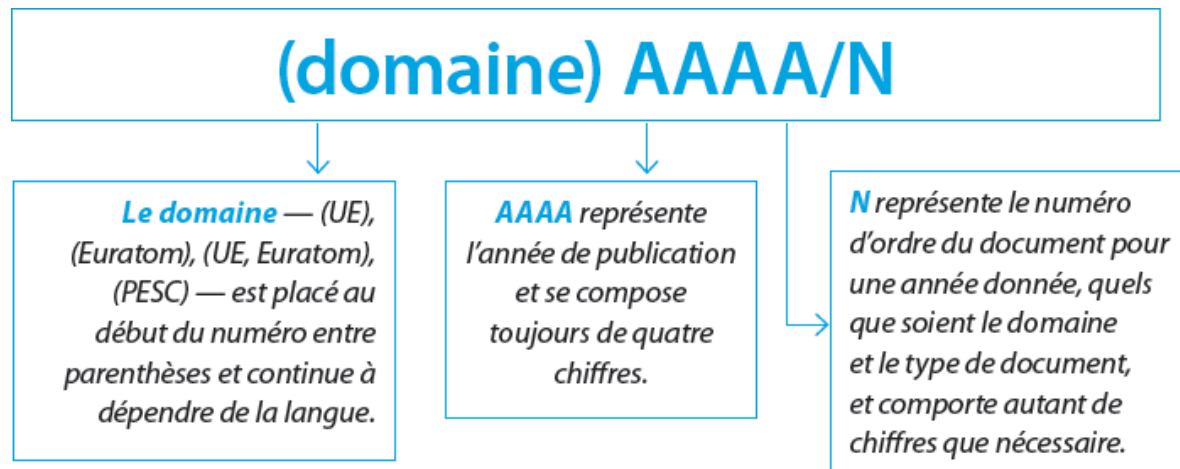 (domaine) AAAA/N
Le domaine — (UE),
(Euratom), (UE, Euratom),
(PESC) — est placé au
début du numéro entre
parenthèses et continue à
dépendre de la langue.
AAAA représente
l’année de publication
et se compose
toujours de quatre
chiffres.
N représente le numéro
d’ordre du document pour
une année donnée, quels
que soient le domaine
et le type de document,
et comporte autant de
chiffres que nécessaire.